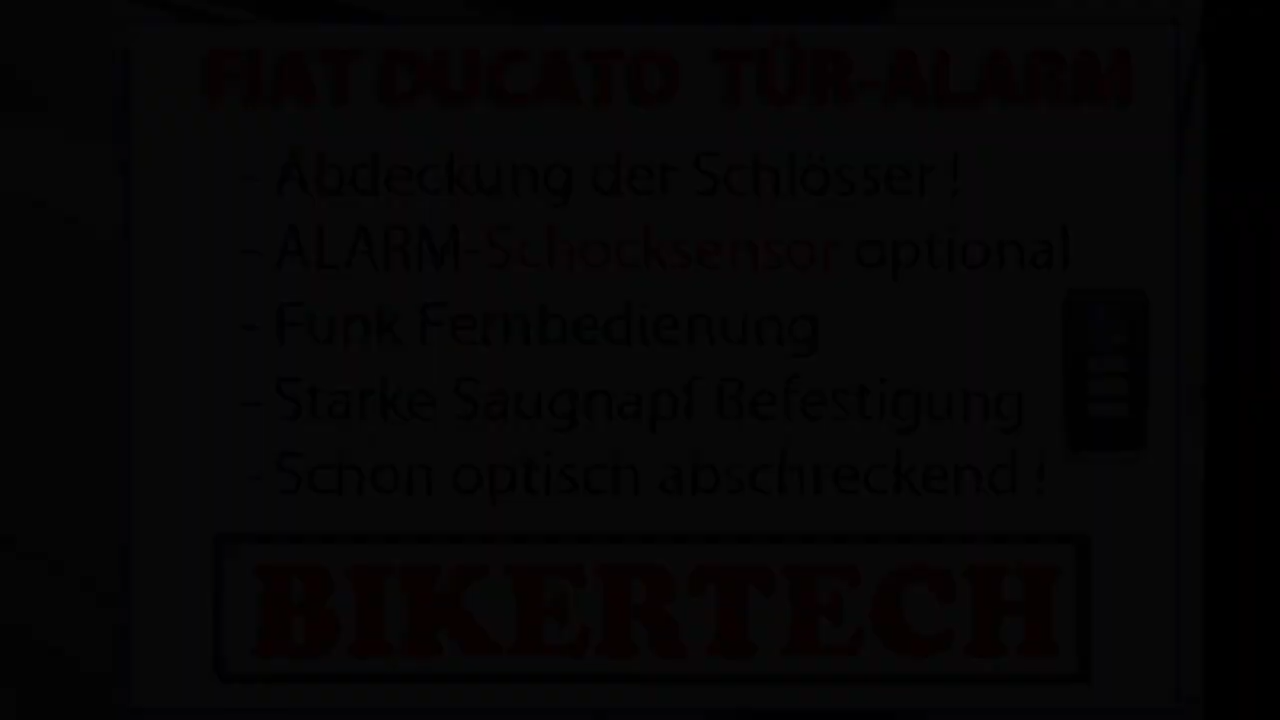 FIAT DUCATO TÜR-ALARM
- Abdeckung der Schlösser !
- ALARM-Schocksensor optional
- Funk Fernbedienung
- Starke Saugnapf Befestigung
- Schon optisch abschreckend !
BIKERTECH